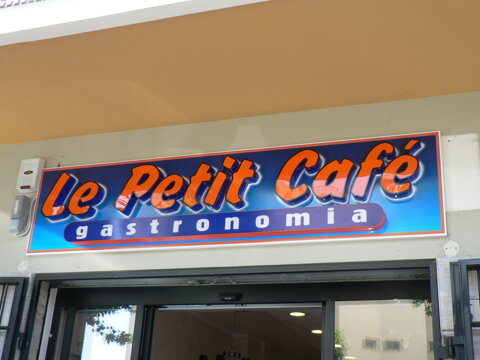 Le Petit Café
gastronomia